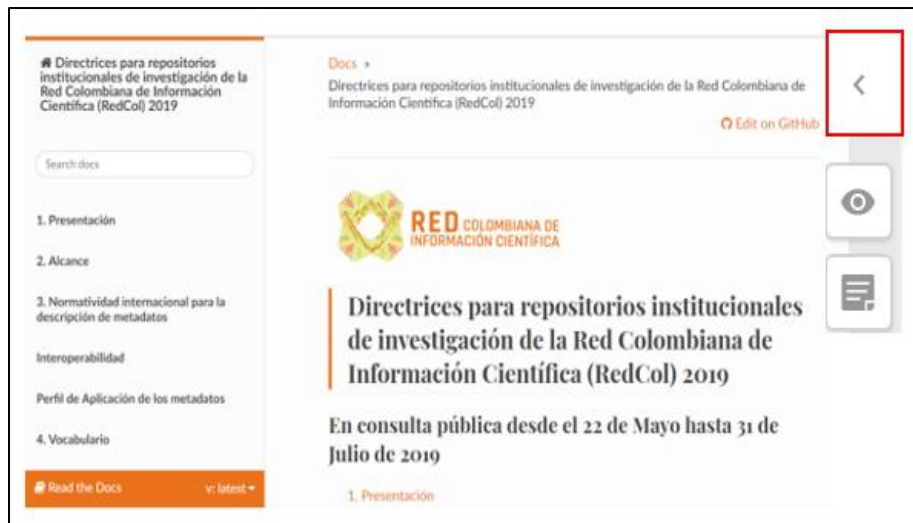 Directrices para repositorios
institucionales de investigación de la
Red Colombiana de Información
Científica (RedCol) 2019
Search docs
1. Presentación
2. Alcance
3. Normatividad internacional para la
descripción de metadatos
Interoperabilidad
Perfil de Aplicación de los metadatos
4. Vocabulario
Read the Docs
v: latest
Docs »
Directrices para repositorios institucionales de investigación de la Red Colombiana de
Información Científica (RedCol) 2019
Edit on GitHub
RED COLOMBIANA DE
INFORMACIÓN CIENTÍFICA
Directrices para repositorios institucionales
de investigación de la Red Colombiana de
Información Científica (RedCol) 2019
En consulta pública desde el 22 de Mayo hasta 31 de
Julio de 2019
1. Presentación